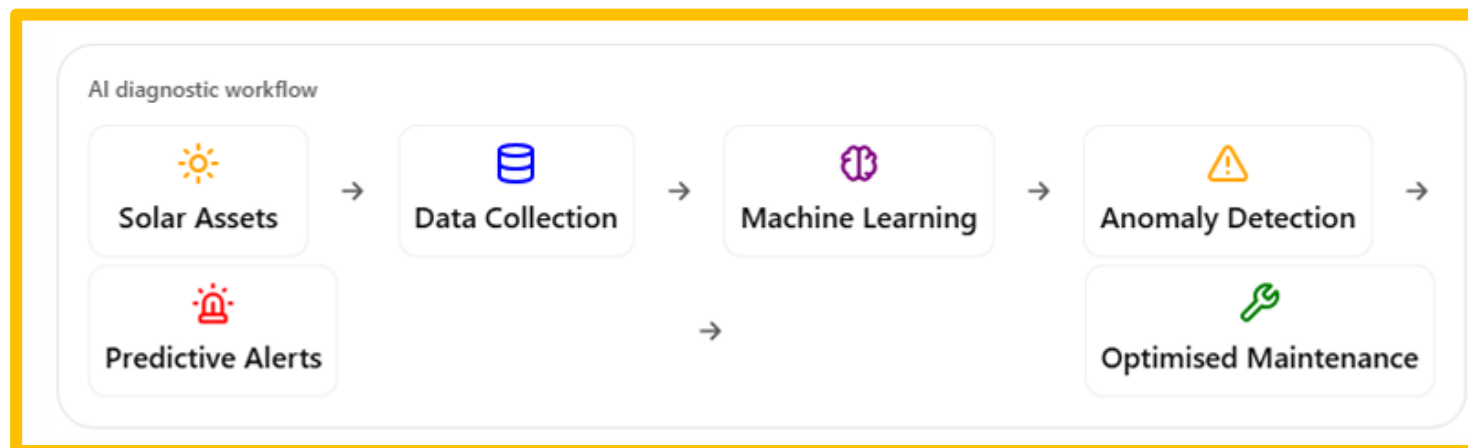 AI diagnostic workflow
Solar Assets → Data Collection → Machine Learning → Anomaly Detection →
Predictive Alerts → Optimised Maintenance